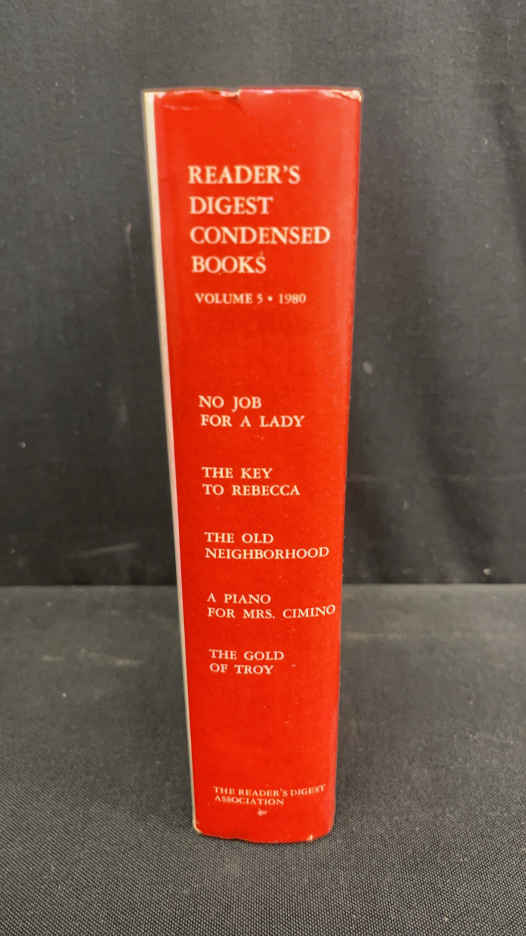 READER'S
DIGEST
CONDENSED
BOOKS
VOLUME 5 • 1980
NO JOB
FOR A LADY
THE KEY
TO REBECCA
THE OLD
NEIGHBORHOOD
A PIANO
FOR MRS. CIMINO
THE GOLD
OF TROY
THE READER'S DIGEST
ASSOCIATION